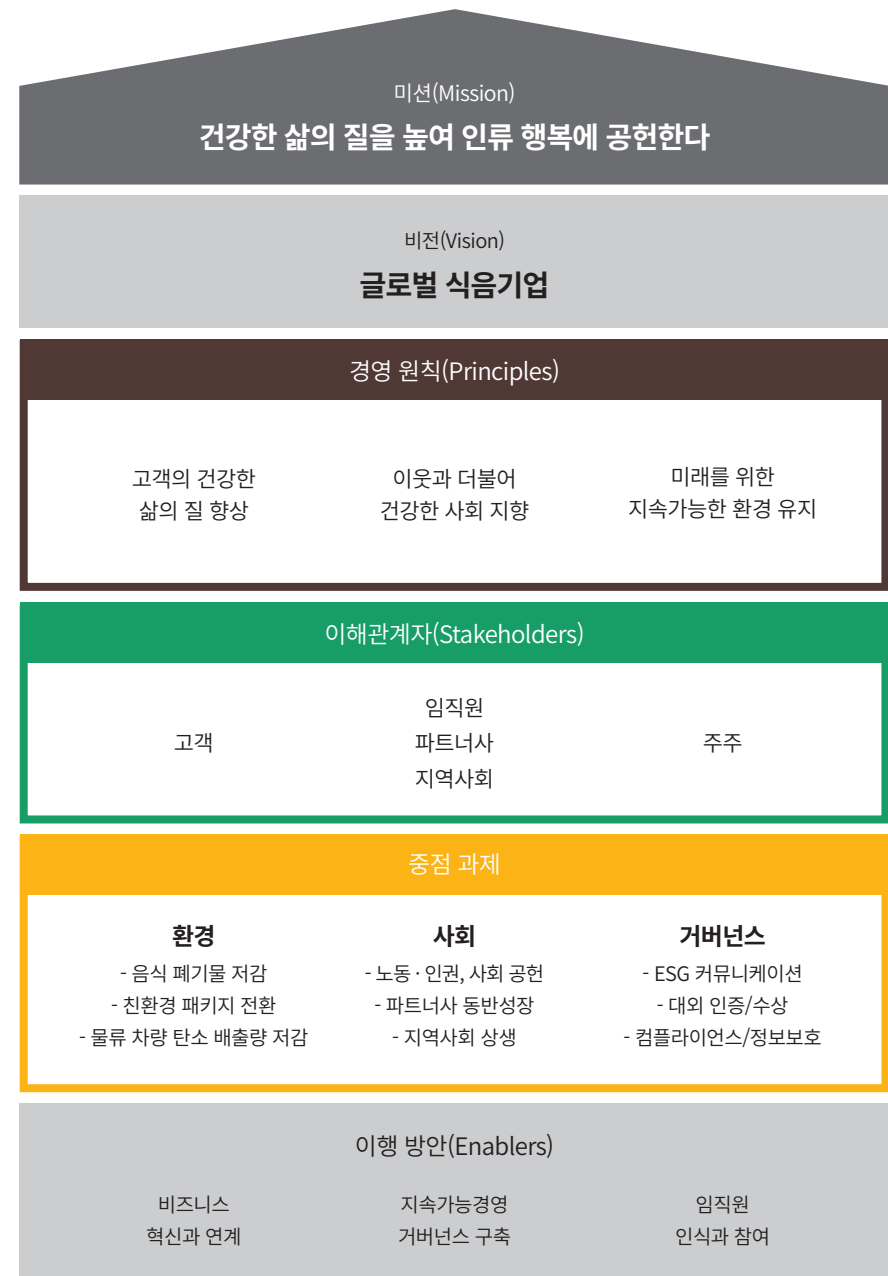 미션(Mission)
건강한 삶의 질을 높여 인류 행복에 공헌한다
비전(Vision)
글로벌 식음기업
경영 원칙(Principles)
고객의 건강한
삶의 질 향상
이웃과 더불어
건강한 사회 지향
미래를 위한
지속가능한 환경 유지
이해관계자(Stakeholders)
고객
임직원
파트너사
지역사회
주주
중점 과제
환경
- 음식 폐기물 저감
- 친환경 패키지 전환
- 물류 차량 탄소 배출량 저감
사회
- 노동 · 인권, 사회 공헌
- 파트너사 동반성장
- 지역사회 상생
거버넌스
- ESG 커뮤니케이션
- 대외 인증/수상
- 컴플라이언스/정보보호
이행 방안(Enablers)
비즈니스
혁신과 연계
지속가능경영
거버넌스 구축
임직원
인식과 참여